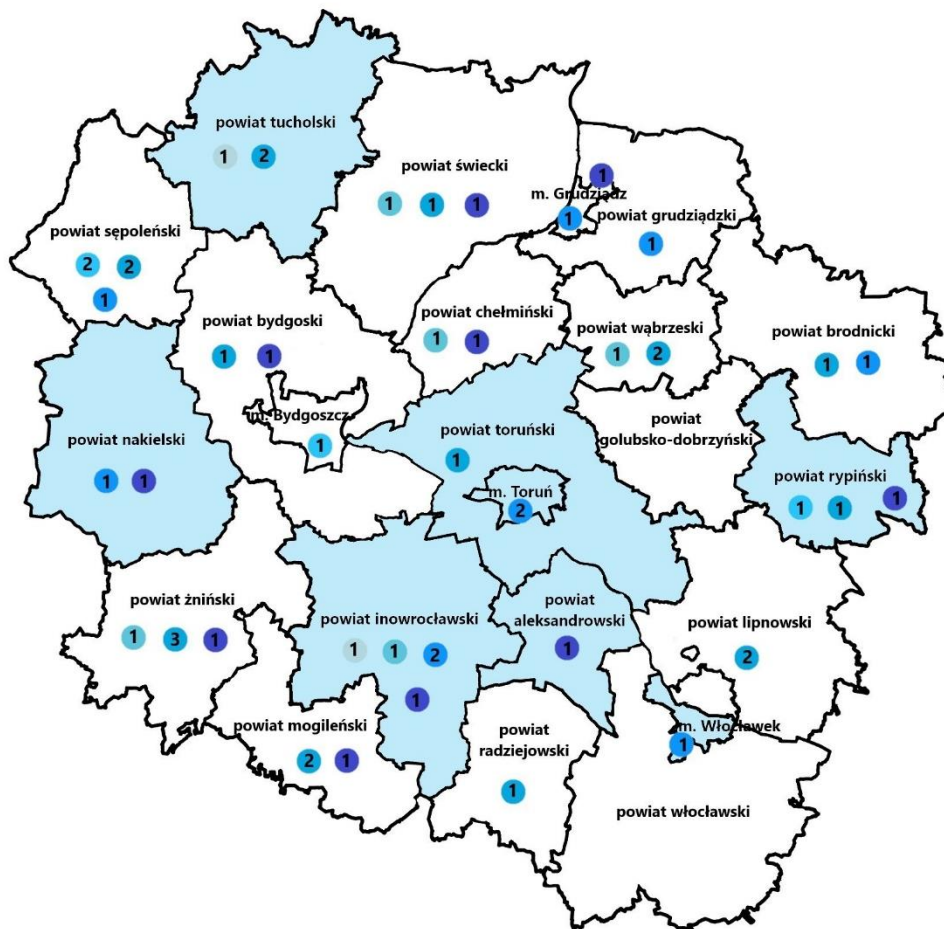 powiat tucholski
1 2
powiat świecki
1 1 1
1
m. Grudziądz
1
powiat grudziądzki
1
powiat sępoleński
2 2
1
powiat bydgoski
1 1
powiat chełmiński
1 1
powiat wąbrzeski
1 2
powiat brodnicki
1 1
m. Bydgoszcz
1
powiat toruński
1
powiat
golubsko-dobrzyński
powiat nakielski
1 1
m. Toruń
2
powiat rypiński
1 1 1
powiat żniński
1 3 1
powiat inowrocławski
1 1 2
1
powiat
aleksandrowski
1
powiat lipnowski
2
powiat mogileński
2 1
powiat
radziejowski
1
m. Włocławek
1
powiat włocławski